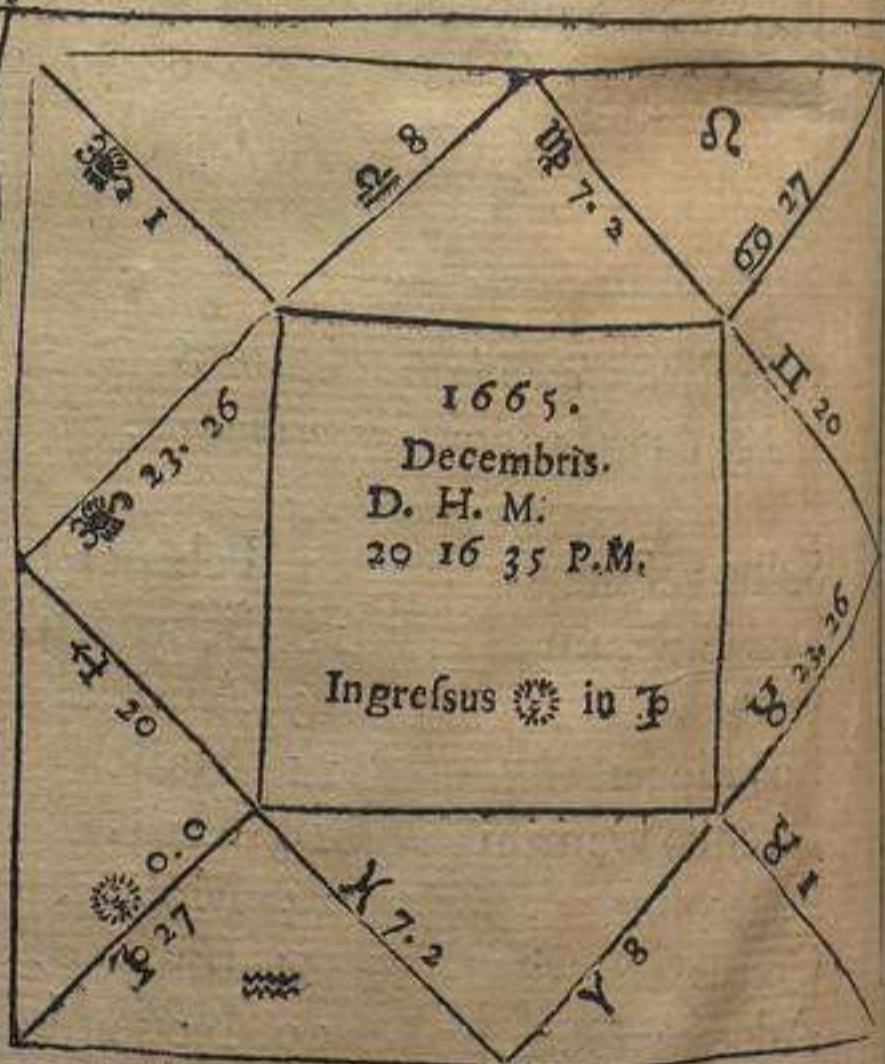 ♏ 1
♎ 8
♍ 7. 2
♌
♋ 27
♊ 20
♏ 23. 26
1665.
Decembris.
D. H. M.
20 16 35 P.M.
Ingreſsus ☉ in ♑
♉ 23. 26
♐ 20
☉ 0. 0
♑ 27
♒
♓ 7. 2
♈ 8
♉ 1